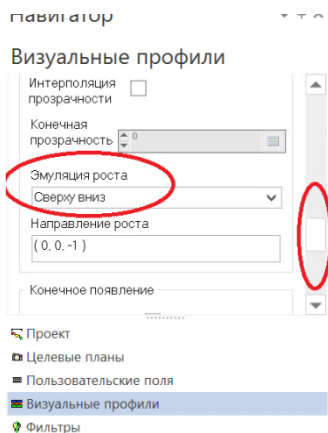 Навигатор
Визуальные профили
Интерполяция
прозрачности
Конечная
прозрачность
0
Эмуляция роста
Сверху вниз
Направление роста
( 0, 0, -1 )
Конечное появление
Проект
Целевые планы
Пользовательские поля
Визуальные профили
Фильтры